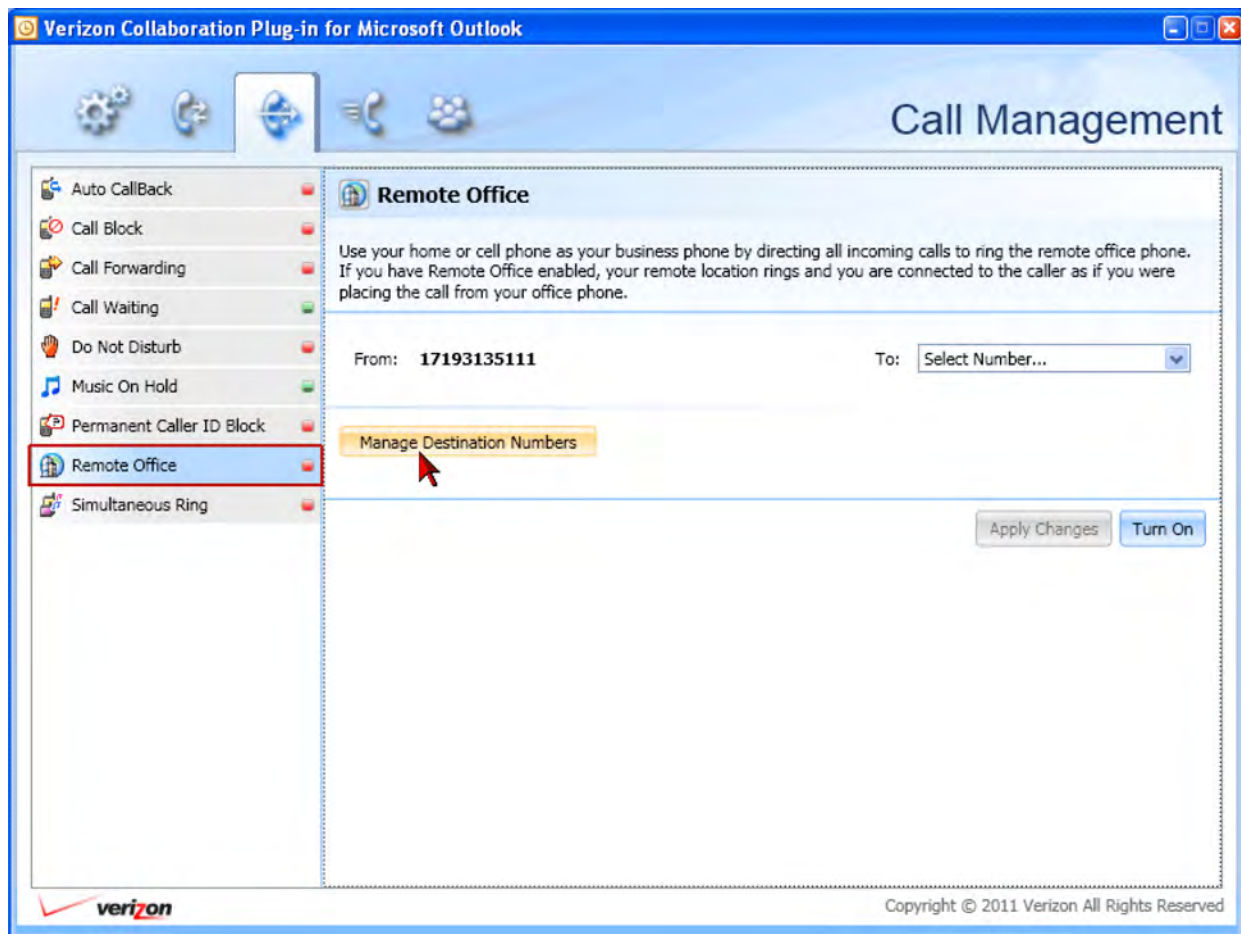 Verizon Collaboration Plug-in for Microsoft Outlook
Call Management
Auto CallBack
Call Block
Call Forwarding
Call Waiting
Do Not Disturb
Music On Hold
Permanent Caller ID Block
Remote Office
Simultaneous Ring
Remote Office
Use your home or cell phone as your business phone by directing all incoming calls to ring the remote office phone.
If you have Remote Office enabled, your remote location rings and you are connected to the caller as if you were
placing the call from your office phone.
From: 17193135111 To: Select Number...
Manage Destination Numbers
Apply Changes Turn On
verizon Copyright © 2011 Verizon All Rights Reserved